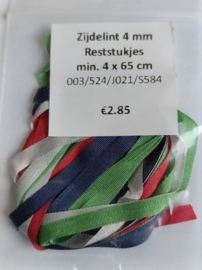 Zijdelint 4 mm
Reststukjes
min. 4 x 65 cm
003/524/J021/S584
€2.85